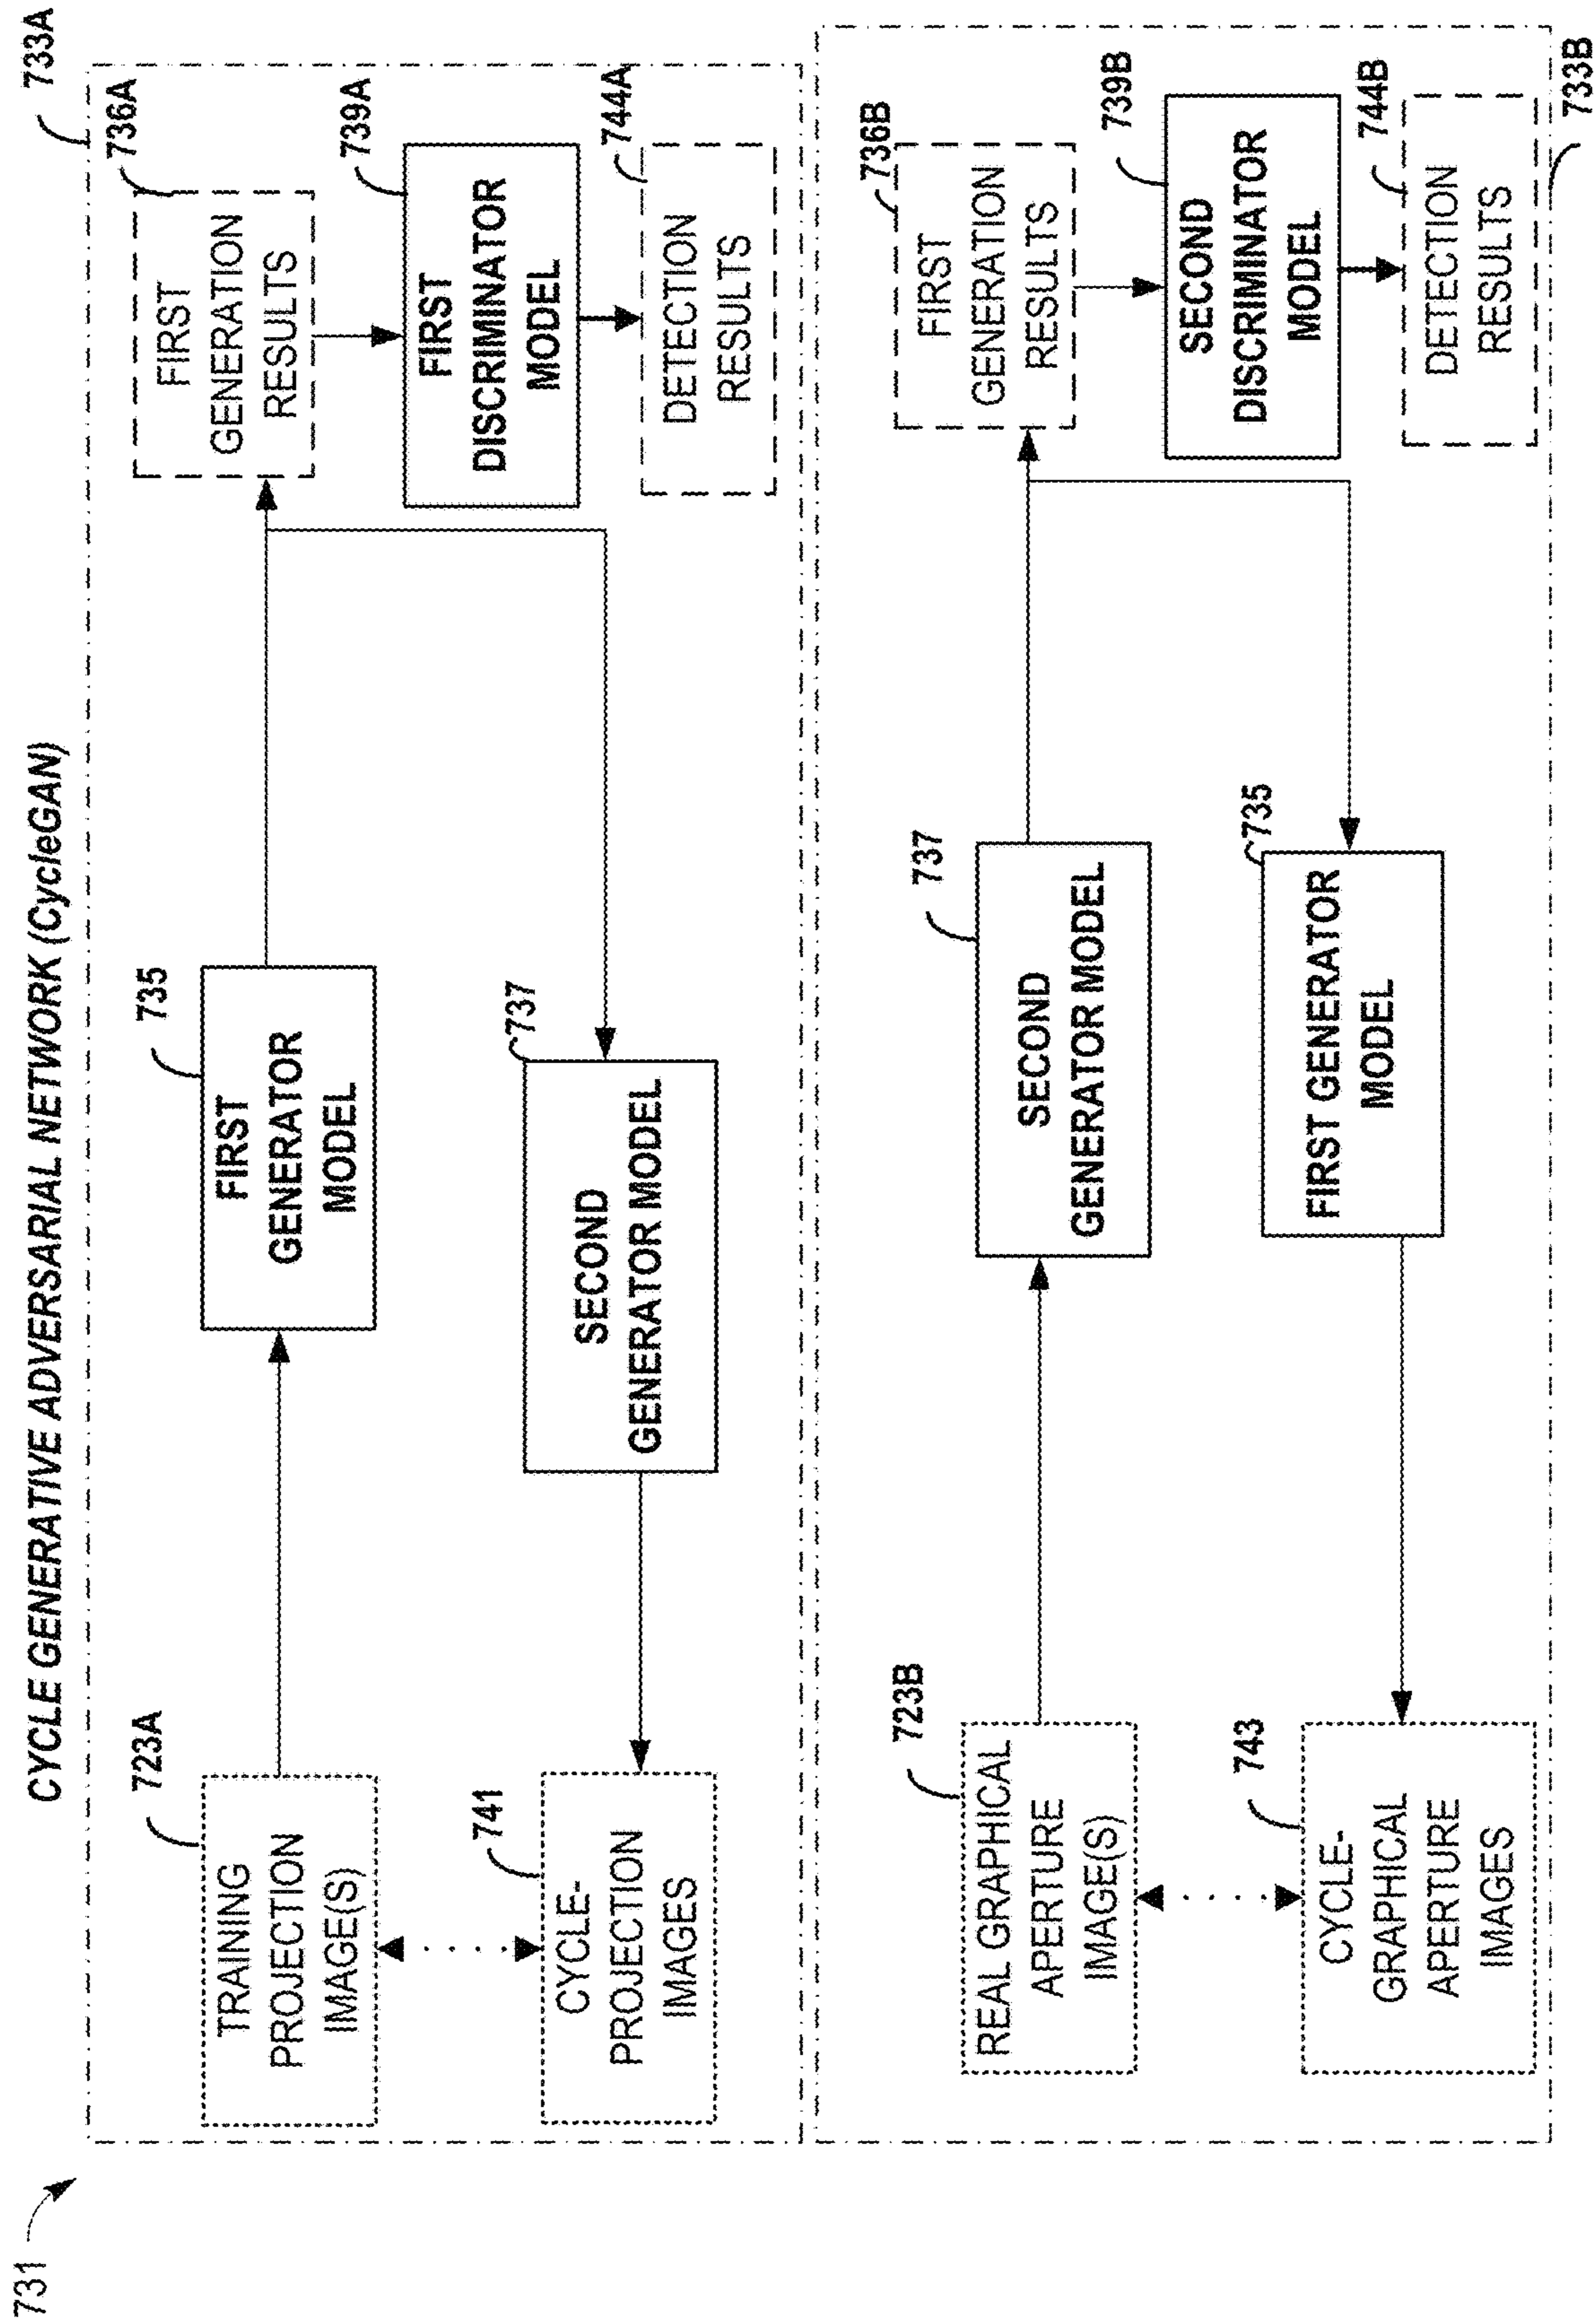 731
CYCLE GENERATIVE ADVERSARIAL NETWORK (CycleGAN)
733A
723A
TRAINING
PROJECTION
IMAGE(S)
735
FIRST
GENERATOR
MODEL
736A
FIRST
GENERATION
RESULTS
739A
FIRST
DISCRIMINATOR
MODEL
744A
DETECTION
RESULTS
737
SECOND
GENERATOR MODEL
741
CYCLE-
PROJECTION
IMAGES
723B
REAL GRAPHICAL
APERTURE
IMAGE(S)
737
SECOND
GENERATOR MODEL
736B
FIRST
GENERATION
RESULTS
739B
SECOND
DISCRIMINATOR
MODEL
744B
DETECTION
RESULTS
735
FIRST GENERATOR
MODEL
743
CYCLE-
GRAPHICAL
APERTURE
IMAGES
733B